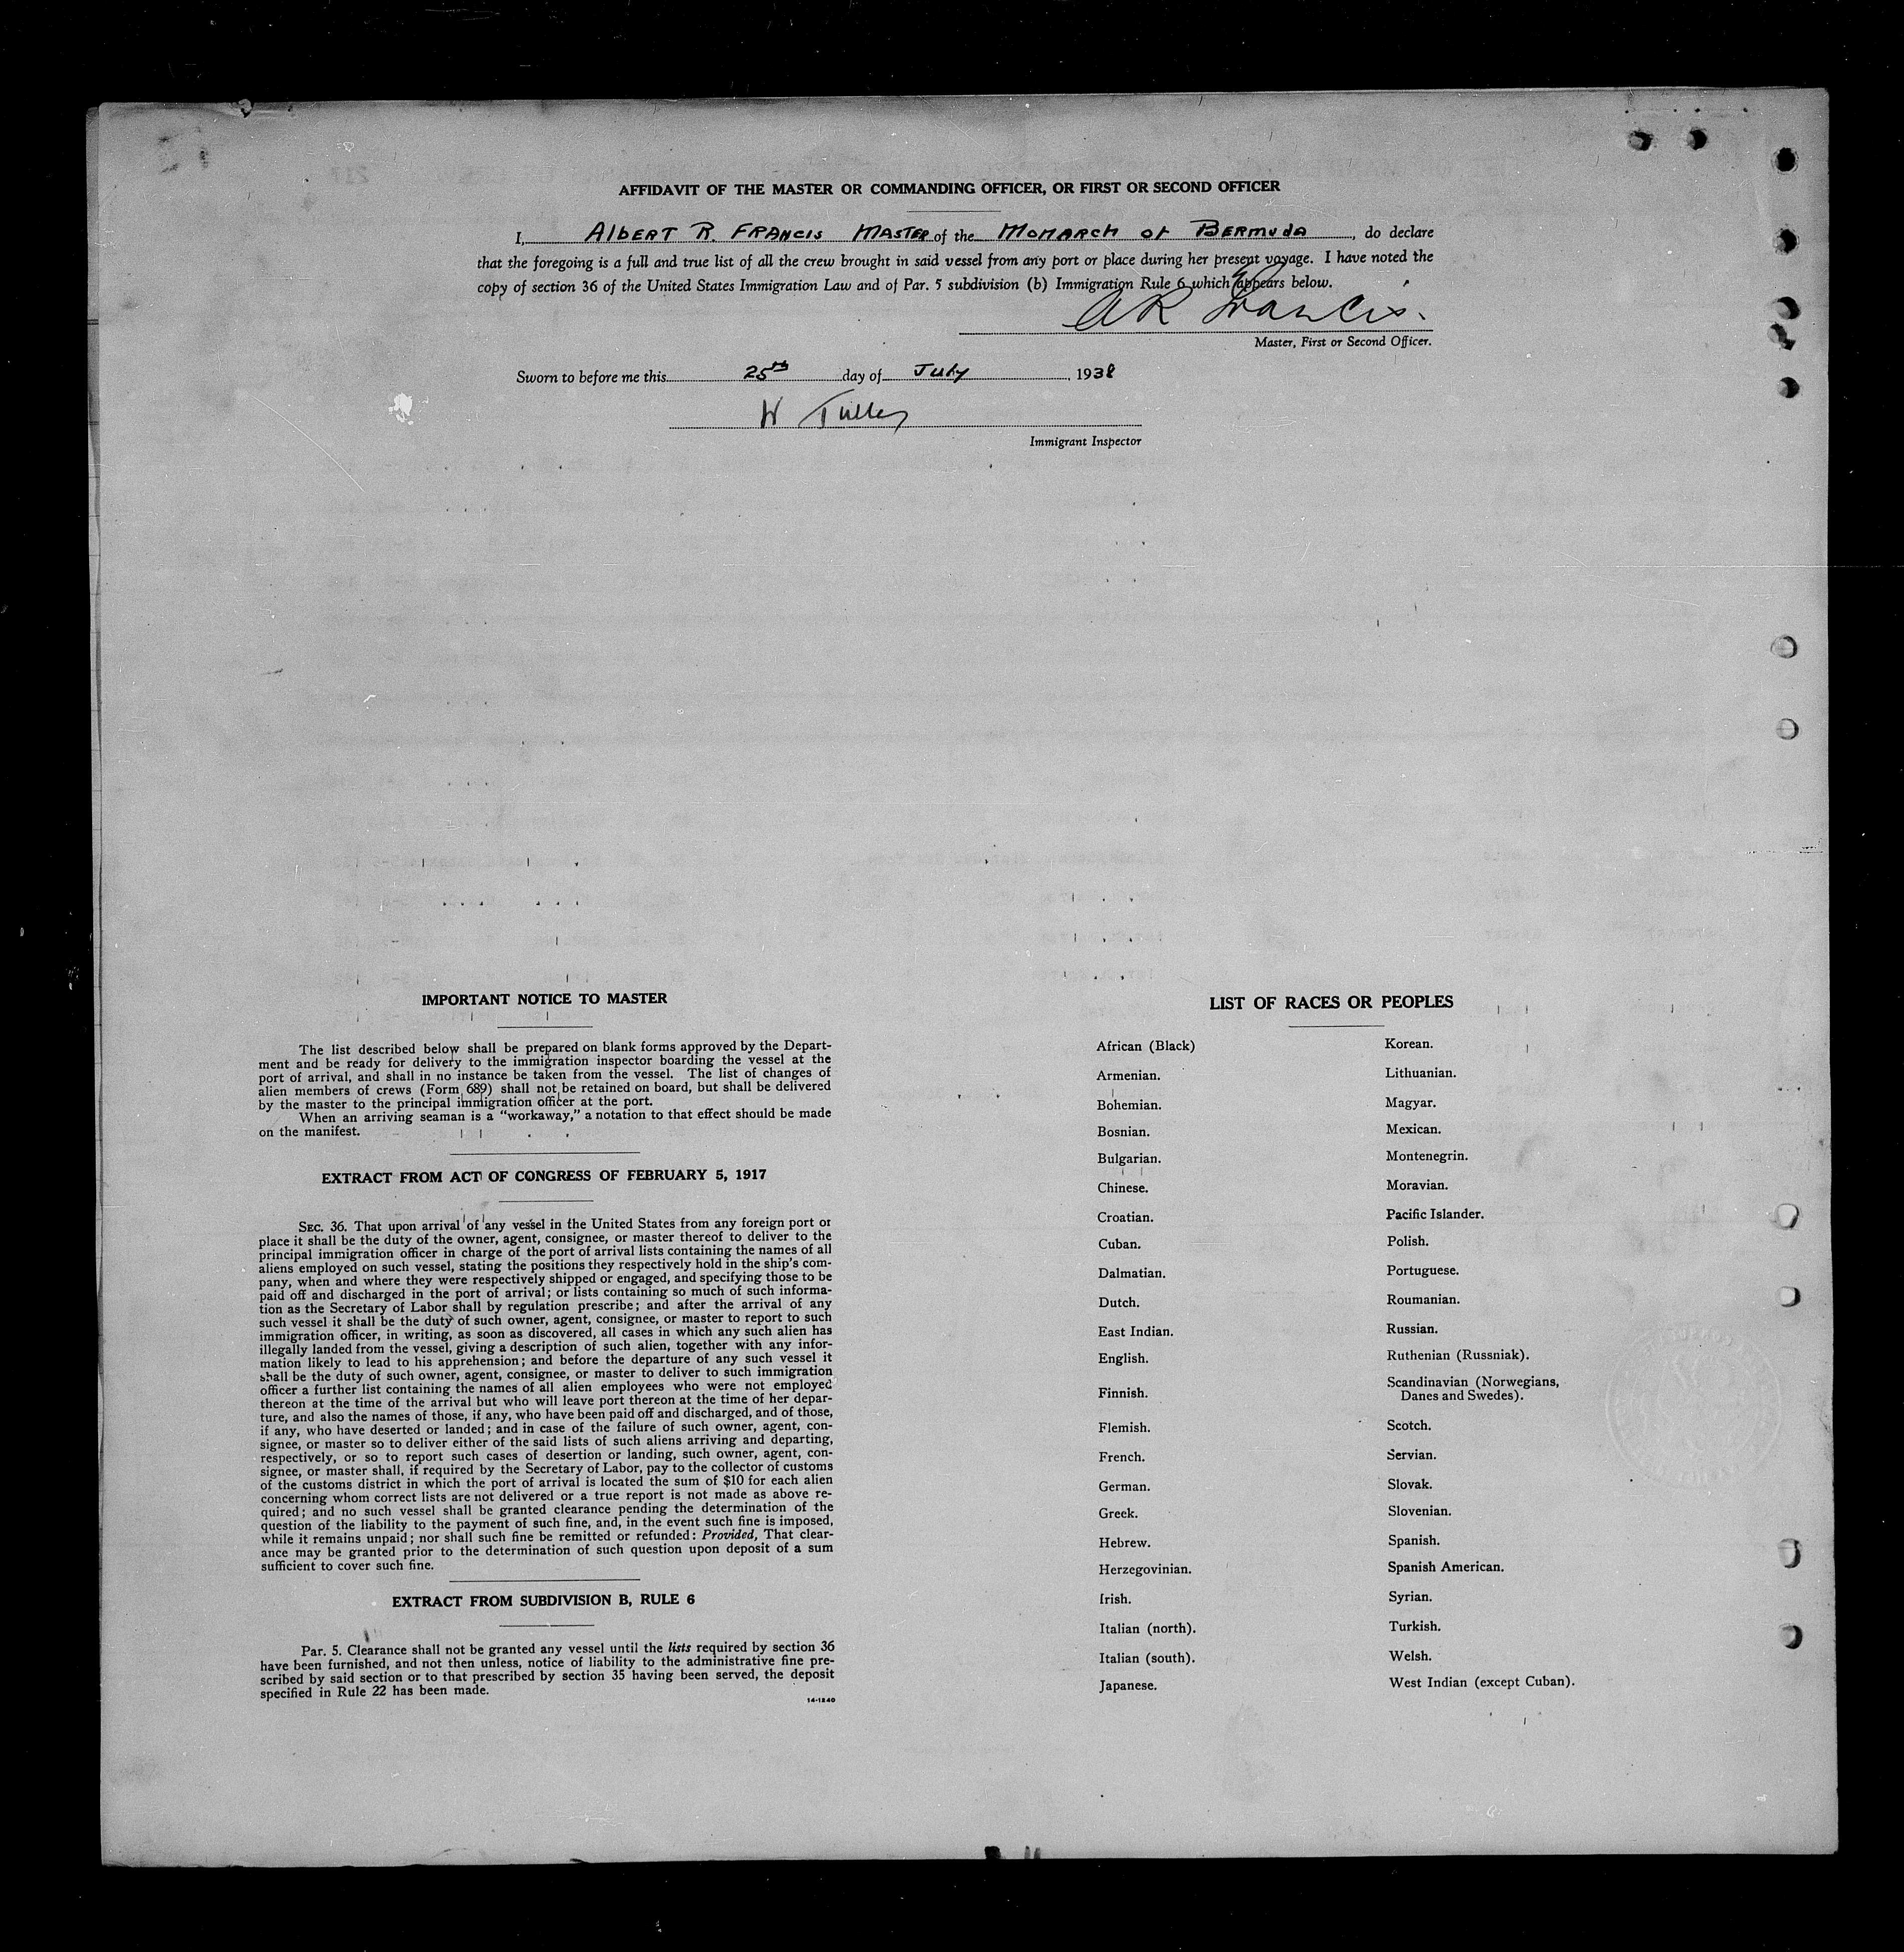 AFFIDAVIT OF THE MASTER OR COMMANDING OFFICER, OR FIRST OR SECOND OFFICER
I, Albert R. Francis Master of the Monarch of Bermuda, do declare
that the foregoing is a full and true list of all the crew brought in said vessel from any port or place during her present voyage. I have noted the
copy of section 36 of the United States Immigration Law and of Par. 5 subdivision (b) Immigration Rule 6 which appears below.
A R Francis.
Master, First or Second Officer.
Sworn to before me this 25th day of July, 1938
W Tulley
Immigrant Inspector
IMPORTANT NOTICE TO MASTER
The list described below shall be prepared on blank forms approved by the Depart-
ment and be ready for delivery to the immigration inspector boarding the vessel at the
port of arrival, and shall in no instance be taken from the vessel. The list of changes of
alien members of crews (Form 689) shall not be retained on board, but shall be delivered
by the master to the principal immigration officer at the port.
When an arriving seaman is a “workaway,” a notation to that effect should be made
on the manifest.
EXTRACT FROM ACT OF CONGRESS OF FEBRUARY 5, 1917
SEC. 36. That upon arrival of any vessel in the United States from any foreign port or
place it shall be the duty of the owner, agent, consignee, or master thereof to deliver to the
principal immigration officer in charge of the port of arrival lists containing the names of all
aliens employed on such vessel, stating the positions they respectively hold in the ship's com-
pany, when and where they were respectively shipped or engaged, and specifying those to be
paid off and discharged in the port of arrival; or lists containing so much of such informa-
tion as the Secretary of Labor shall by regulation prescribe; and after the arrival of any
such vessel it shall be the duty of such owner, agent, consignee, or master to report to such
immigration officer, in writing, as soon as discovered, all cases in which any such alien has
illegally landed from the vessel, giving a description of such alien, together with any infor-
mation likely to lead to his apprehension; and before the departure of any such vessel it
shall be the duty of such owner, agent, consignee, or master to deliver to such immigration
officer a further list containing the names of all alien employees who were not employed
thereon at the time of the arrival but who will leave port thereon at the time of her depar-
ture, and also the names of those, if any, who have been paid off and discharged, and of those,
if any, who have deserted or landed; and in case of the failure of such owner, agent, con-
signee, or master so to deliver either of the said lists of such aliens arriving and departing,
respectively, or so to report such cases of desertion or landing, such owner, agent, con-
signee, or master shall, if required by the Secretary of Labor, pay to the collector of customs
of the customs district in which the port of arrival is located the sum of $10 for each alien
concerning whom correct lists are not delivered or a true report is not made as above re-
quired; and no such vessel shall be granted clearance pending the determination of the
question of the liability to the payment of such fine, and, in the event such fine is imposed,
while it remains unpaid; nor shall such fine be remitted or refunded: Provided, That clear-
ance may be granted prior to the determination of such question upon deposit of a sum
sufficient to cover such fine.
EXTRACT FROM SUBDIVISION B, RULE 6
Par. 5. Clearance shall not be granted any vessel until the lists required by section 36
have been furnished, and not then unless, notice of liability to the administrative fine pre-
scribed by said section or to that prescribed by section 35 having been served, the deposit
specified in Rule 22 has been made.
14-1240
LIST OF RACES OR PEOPLES
African (Black)
Armenian.
Bohemian.
Bosnian.
Bulgarian.
Chinese.
Croatian.
Cuban.
Dalmatian.
Dutch.
East Indian.
English.
Finnish.
Flemish.
French.
German.
Greek.
Hebrew.
Herzegovinian.
Irish.
Italian (north).
Italian (south).
Japanese.
Korean.
Lithuanian.
Magyar.
Mexican.
Montenegrin.
Moravian.
Pacific Islander.
Polish.
Portuguese.
Roumanian.
Russian.
Ruthenian (Russniak).
Scandinavian (Norwegians,
Danes and Swedes).
Scotch.
Servian.
Slovak.
Slovenian.
Spanish.
Spanish American.
Syrian.
Turkish.
Welsh.
West Indian (except Cuban).